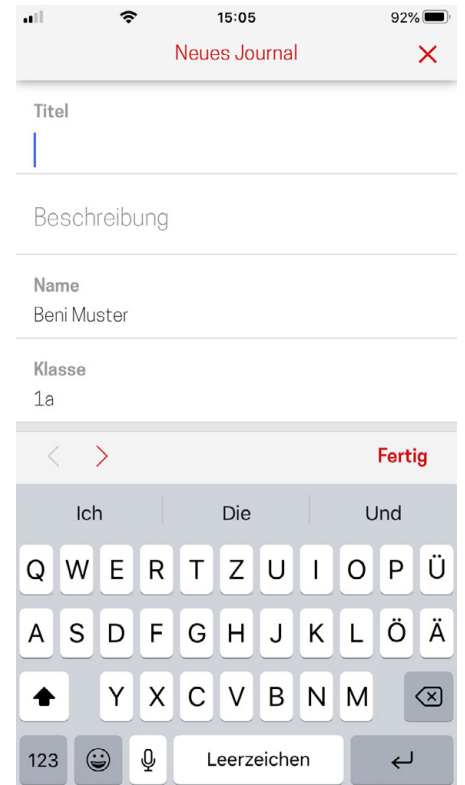 15:05 92%
Neues Journal
Titel
Beschreibung
Name
Beni Muster
Klasse
1a
Fertig
Ich Die Und
Q W E R T Z U I O P Ü
A S D F G H J K L Ö Ä
Y X C V B N M
123 Leerzeichen